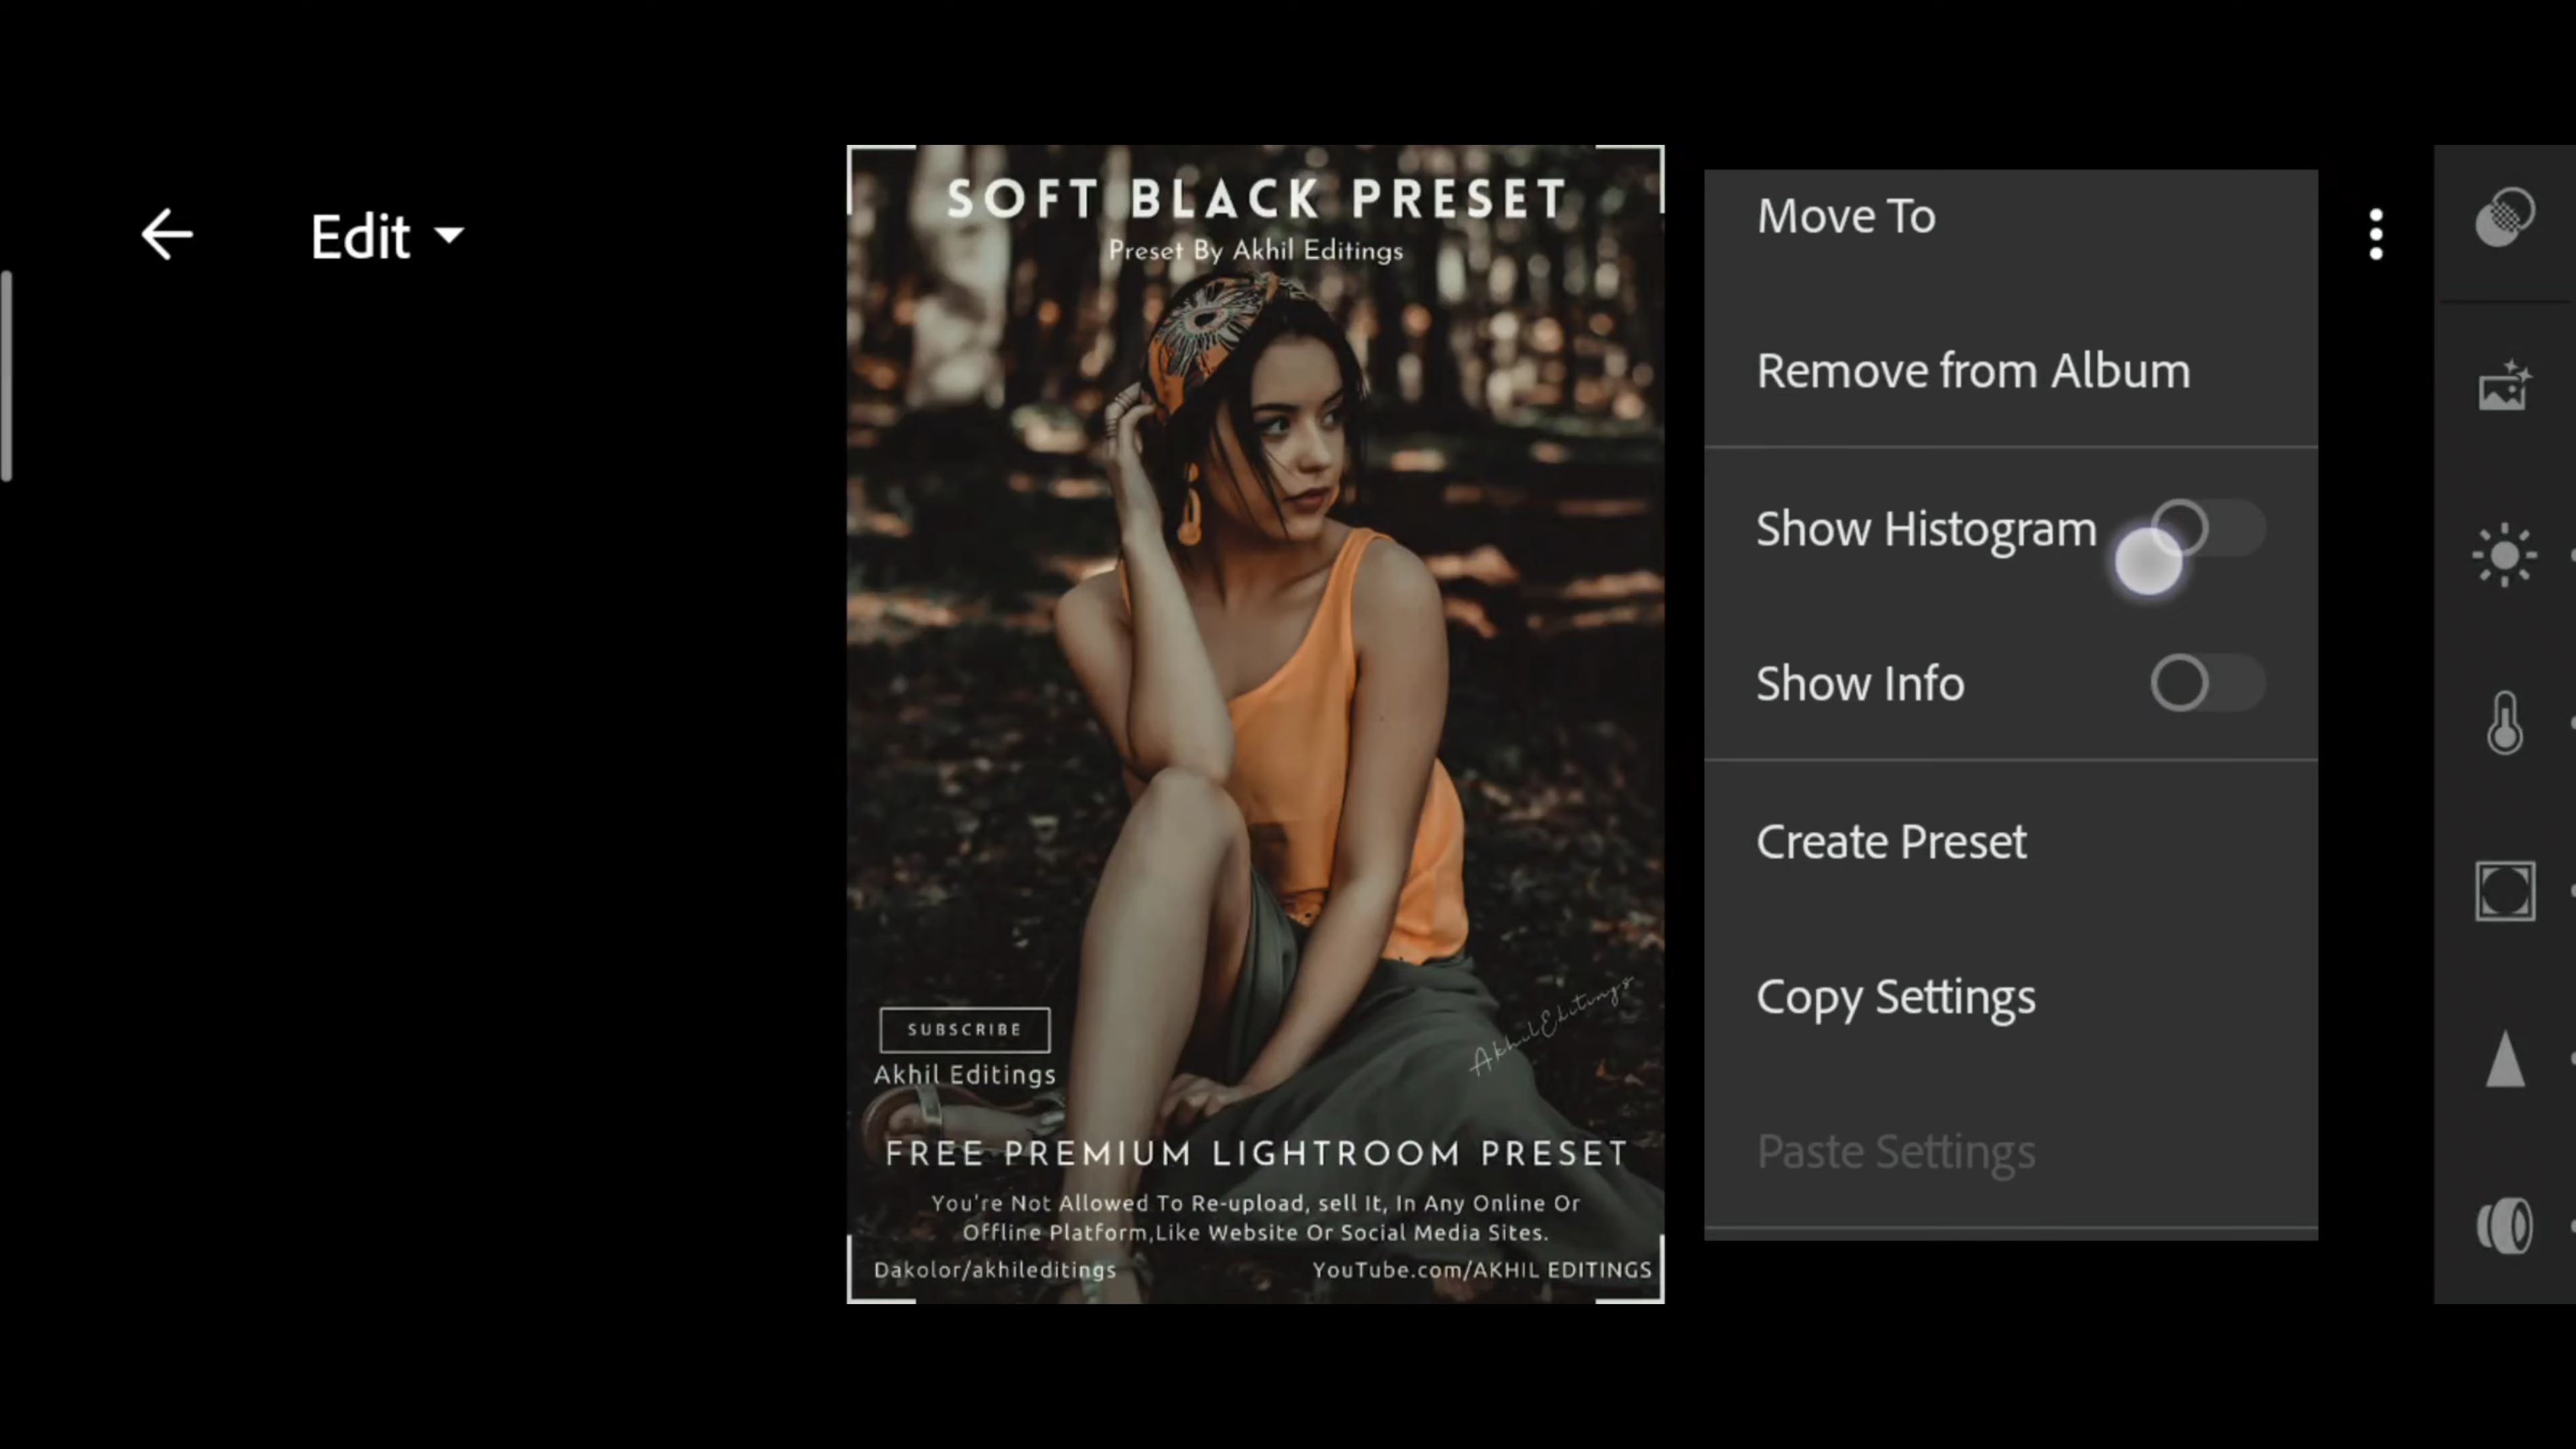 Edit
SOFT BLACK PRESET
Preset By Akhil Editings
SUBSCRIBE
Akhil Editings
AkhilEditings
FREE PREMIUM LIGHTROOM PRESET
You're Not Allowed To Re-upload, sell It, In Any Online Or
Offline Platform,Like Website Or Social Media Sites.
Dakolor/akhileditings
YouTube.com/AKHIL EDITINGS
Move To
Remove from Album
Show Histogram
Show Info
Create Preset
Copy Settings
Paste Settings